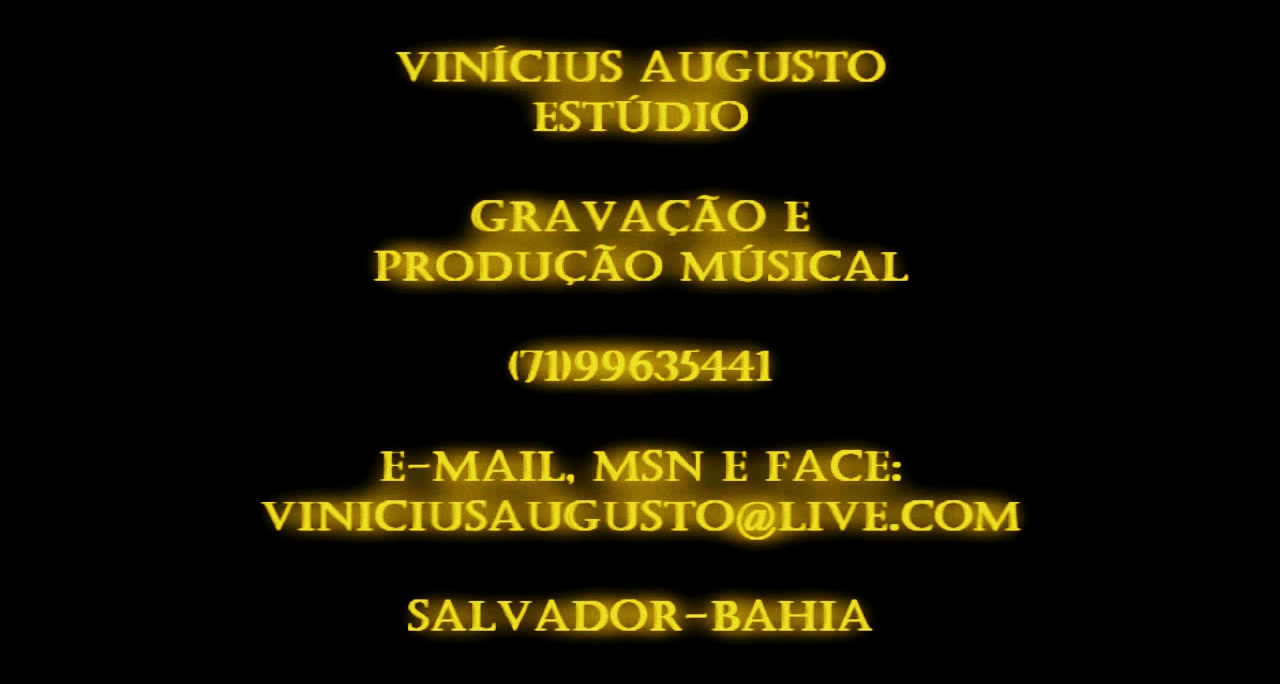 VINÍCIUS AUGUSTO
ESTÚDIO
GRAVAÇÃO E
PRODUÇÃO MÚSICAL
(71)99635441
E-MAIL, MSN E FACE:
VINICIUSAUGUSTO@LIVE.COM
SALVADOR-BAHIA